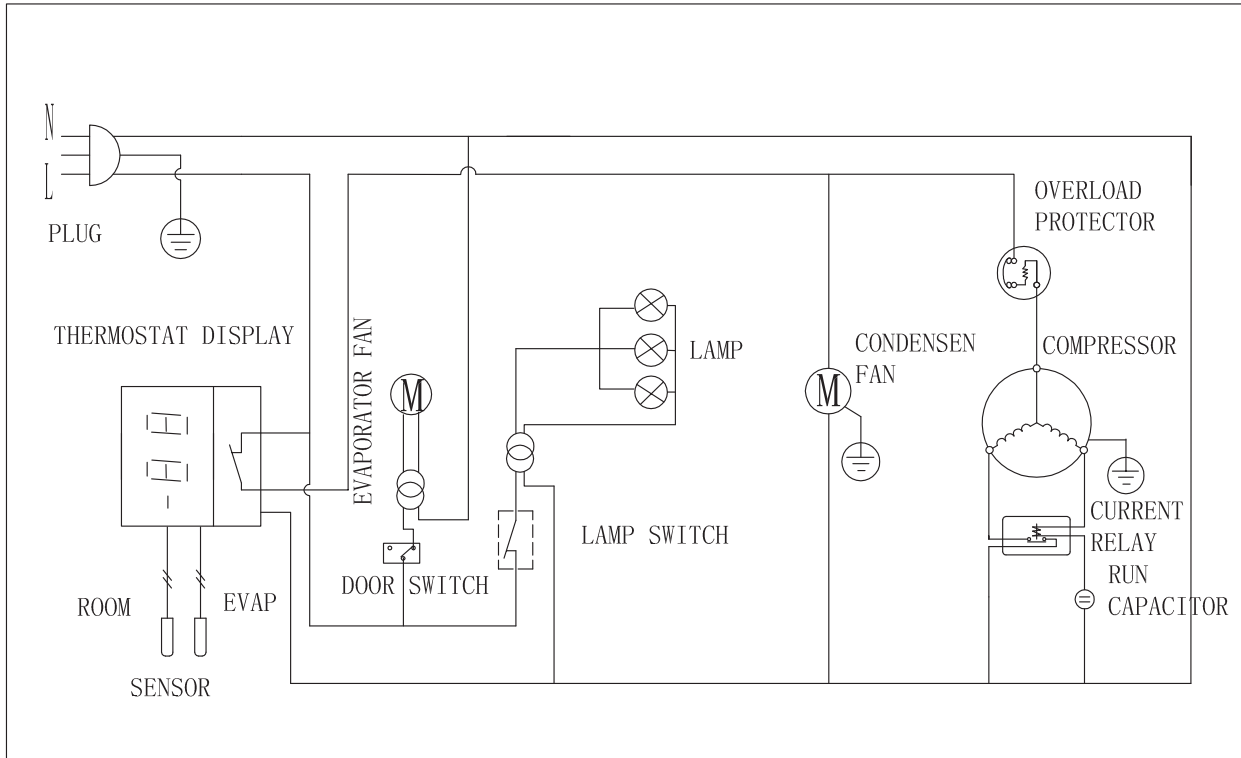 N
L
PLUG
OVERLOAD
PROTECTOR
THERMOSTAT DISPLAY
EVAPORATOR FAN
M
LAMP
M
CONDENSEN
FAN
COMPRESSOR
LAMP SWITCH
CURRENT
RELAY
DOOR SWITCH
RUN
CAPACITOR
ROOM
EVAP
SENSOR